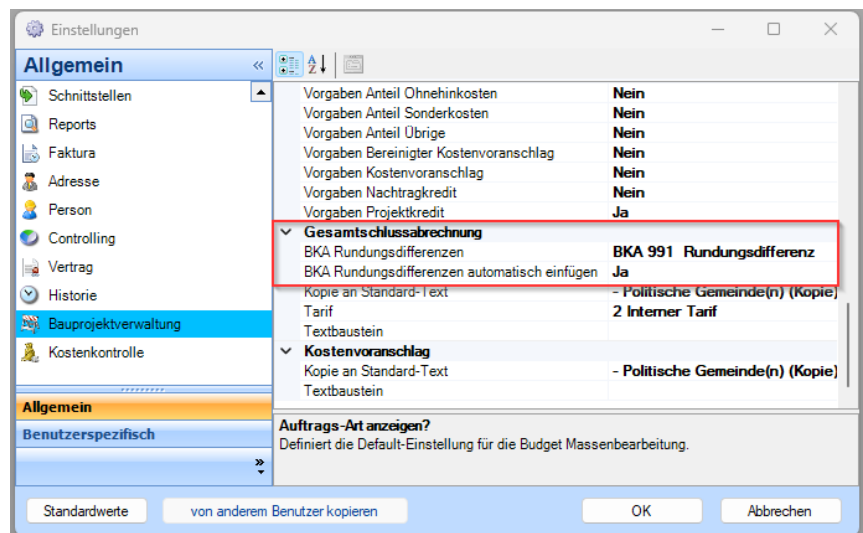 Einstellungen
Allgemein «
Schnittstellen
Reports
Faktura
Adresse
Person
Controlling
Vertrag
Historie
Bauprojektverwaltung
Kostenkontrolle
Allgemein
Benutzerspezifisch
»
A
Z
Vorgaben Anteil Ohnehinkosten Nein
Vorgaben Anteil Sonderkosten Nein
Vorgaben Anteil Übrige Nein
Vorgaben Bereinigter Kostenvoranschlag Nein
Vorgaben Kostenvoranschlag Nein
Vorgaben Nachtragkredit Nein
Vorgaben Projektkredit Ja
Gesamtschlussabrechnung
BKA Rundungsdifferenzen BKA 991 Rundungsdifferenz
BKA Rundungsdifferenzen automatisch einfügen Ja
Kopie an Standard-Text - Politische Gemeinde(n) (Kopie)
Tarif 2 Interner Tarif
Textbaustein
Kostenvoranschlag
Kopie an Standard-Text - Politische Gemeinde(n) (Kopie)
Textbaustein
Auftrags-Art anzeigen?
Definiert die Default-Einstellung für die Budget Massenbearbeitung.
Standardwerte von anderem Benutzer kopieren OK Abbrechen